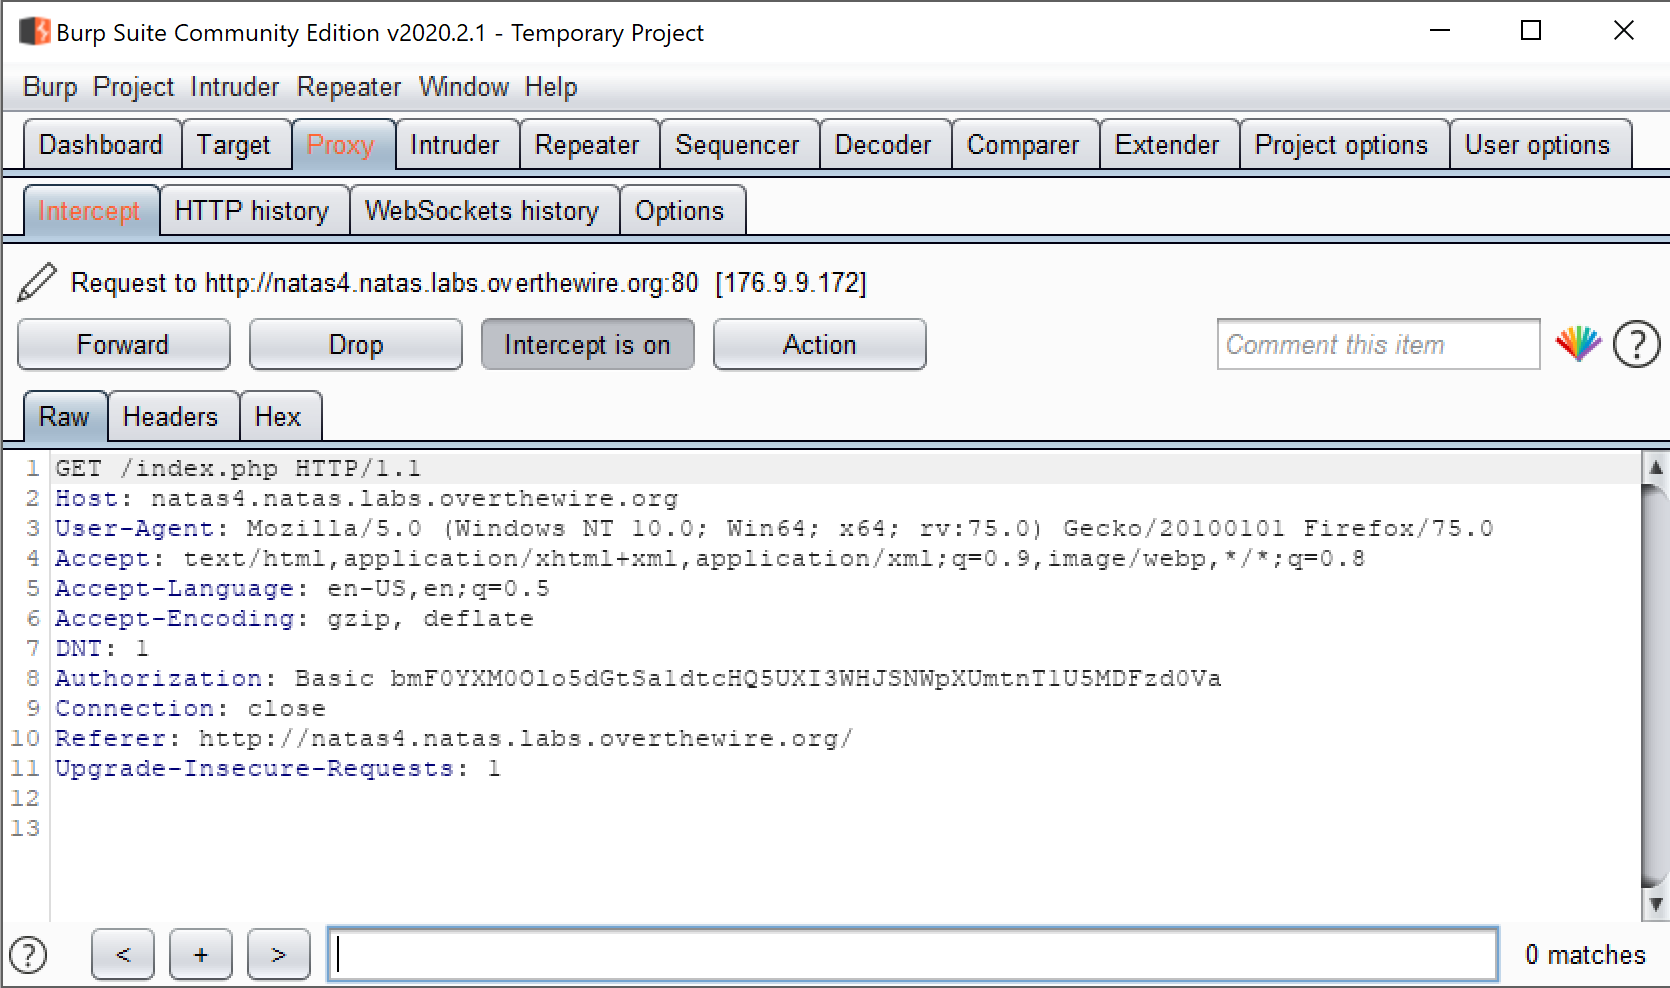 Burp Suite Community Edition v2020.2.1 - Temporary Project
Burp Project Intruder Repeater Window Help
Dashboard Target Proxy Intruder Repeater Sequencer Decoder Comparer Extender Project options User options
Intercept HTTP history WebSockets history Options
Request to http://natas4.natas.labs.overthewire.org:80 [176.9.9.172]
Forward Drop Intercept is on Action Comment this item ?
Raw Headers Hex
1 GET /index.php HTTP/1.1
2 Host: natas4.natas.labs.overthewire.org
3 User-Agent: Mozilla/5.0 (Windows NT 10.0; Win64; x64; rv:75.0) Gecko/20100101 Firefox/75.0
4 Accept: text/html,application/xhtml+xml,application/xml;q=0.9,image/webp,*/*;q=0.8
5 Accept-Language: en-US,en;q=0.5
6 Accept-Encoding: gzip, deflate
7 DNT: 1
8 Authorization: Basic bmF0YXM0Olo5dGtSa1dtcHQ5UXI3WHJSNWpXUmtnT1U5MDFzd0Va
9 Connection: close
10 Referer: http://natas4.natas.labs.overthewire.org/
11 Upgrade-Insecure-Requests: 1
12
13
? < + > 0 matches